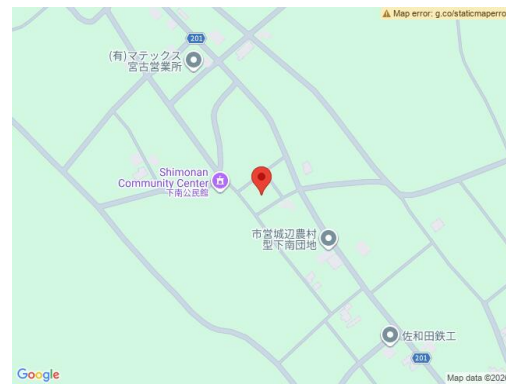 Map error: g.co/staticmaperro
201
(有)マテックス
宮古営業所
Shimonan
Community Center
下南公民館
市営城辺農村
型下南団地
佐和田鉄工
201
Google
Map data ©2026